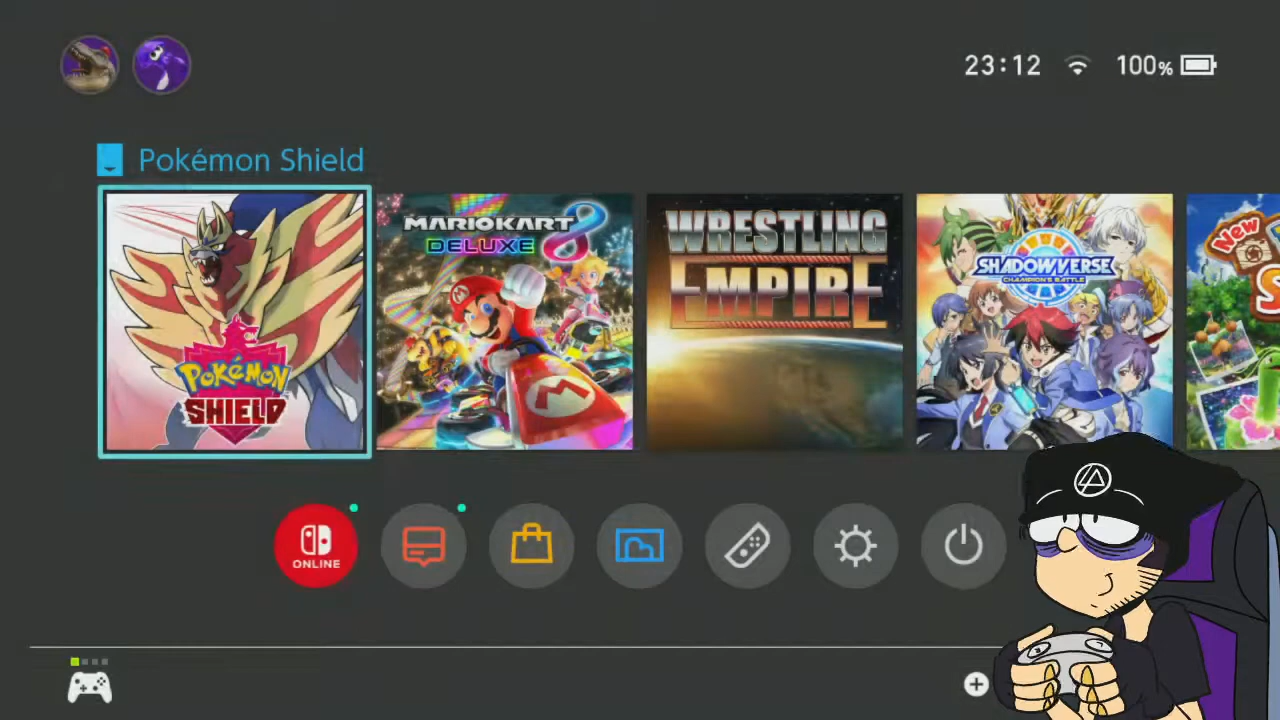 23:12
100%
Pokémon Shield
POKÉMON
SHIELD
MARIOKART 8
DELUXE
WRESTLING
EMPIRE
SHADOWVERSE
CHAMPION'S BATTLE
New
S
ONLINE